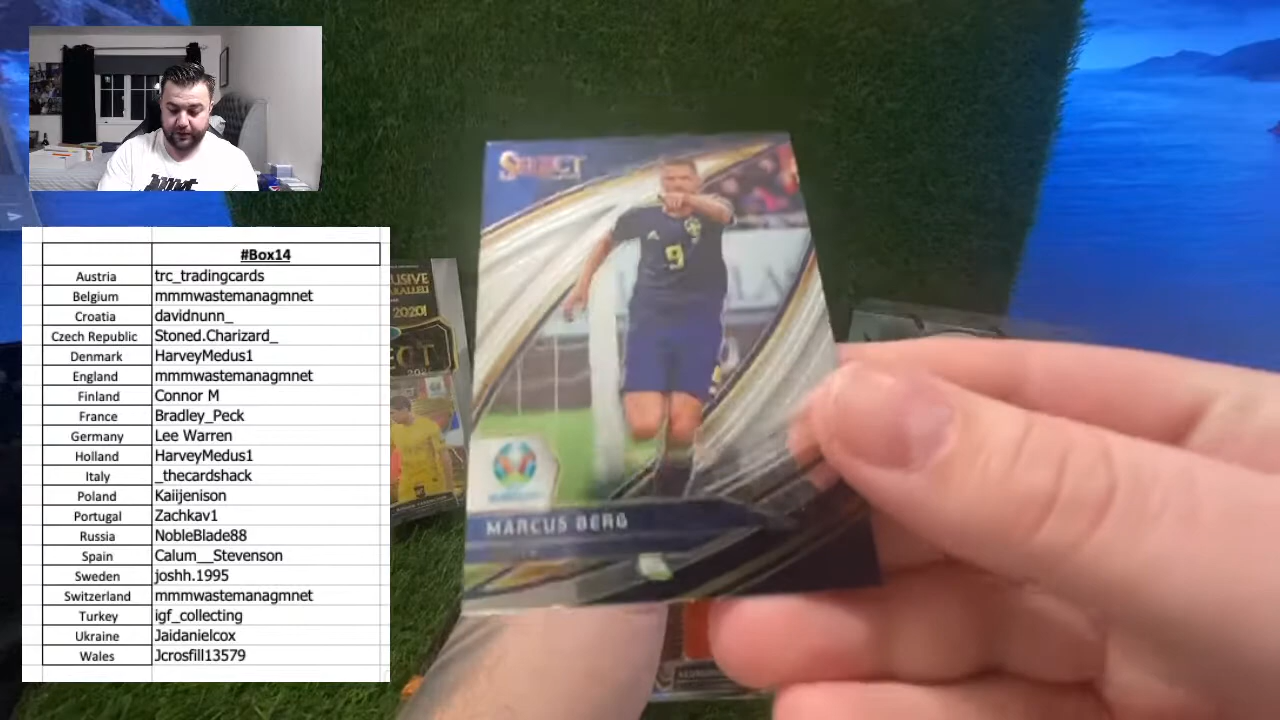 #Box14
Austria trc_tradingcards
Belgium mmmwastemanagmnet
Croatia davidnunn_
Czech Republic Stoned.Charizard_
Denmark HarveyMedus1
England mmmwastemanagmnet
Finland Connor M
France Bradley_Peck
Germany Lee Warren
Holland HarveyMedus1
Italy _thecardshack
Poland Kaiijenison
Portugal Zachkav1
Russia NobleBlade88
Spain Calum__Stevenson
Sweden joshh.1995
Switzerland mmmwastemanagmnet
Turkey igf_collecting
Ukraine Jaidanielcox
Wales Jcrosfill13579
SELECT
9
MARCUS BERG
2020!